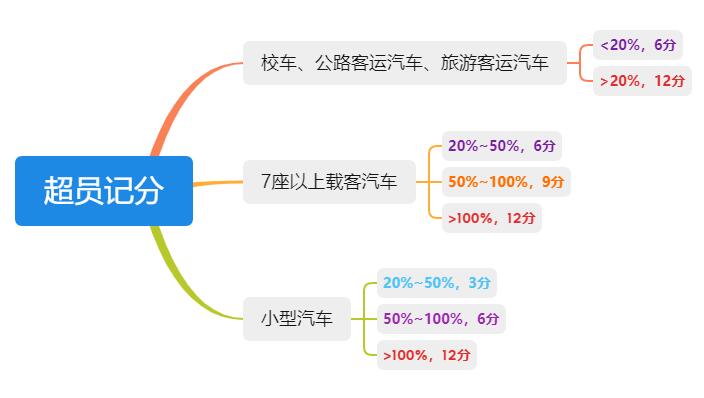 超员记分
校车、公路客运汽车、旅游客运汽车
<20%，6分
>20%，12分
7座以上载客汽车
20%~50%，6分
50%~100%，9分
>100%，12分
小型汽车
20%~50%，3分
50%~100%，6分
>100%，12分